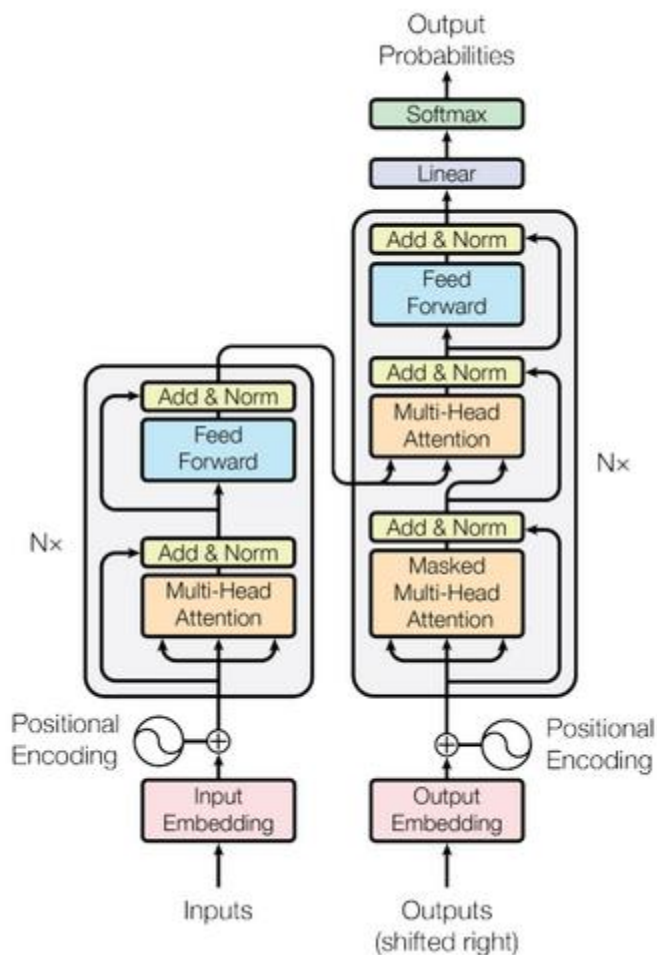 Output
Probabilities
Softmax
Linear
Add & Norm
Feed
Forward
Add & Norm
Multi-Head
Attention
Add & Norm
Masked
Multi-Head
Attention
Nx
Add & Norm
Feed
Forward
Add & Norm
Multi-Head
Attention
Nx
Positional
Encoding
Positional
Encoding
Input
Embedding
Output
Embedding
Inputs
Outputs
(shifted right)